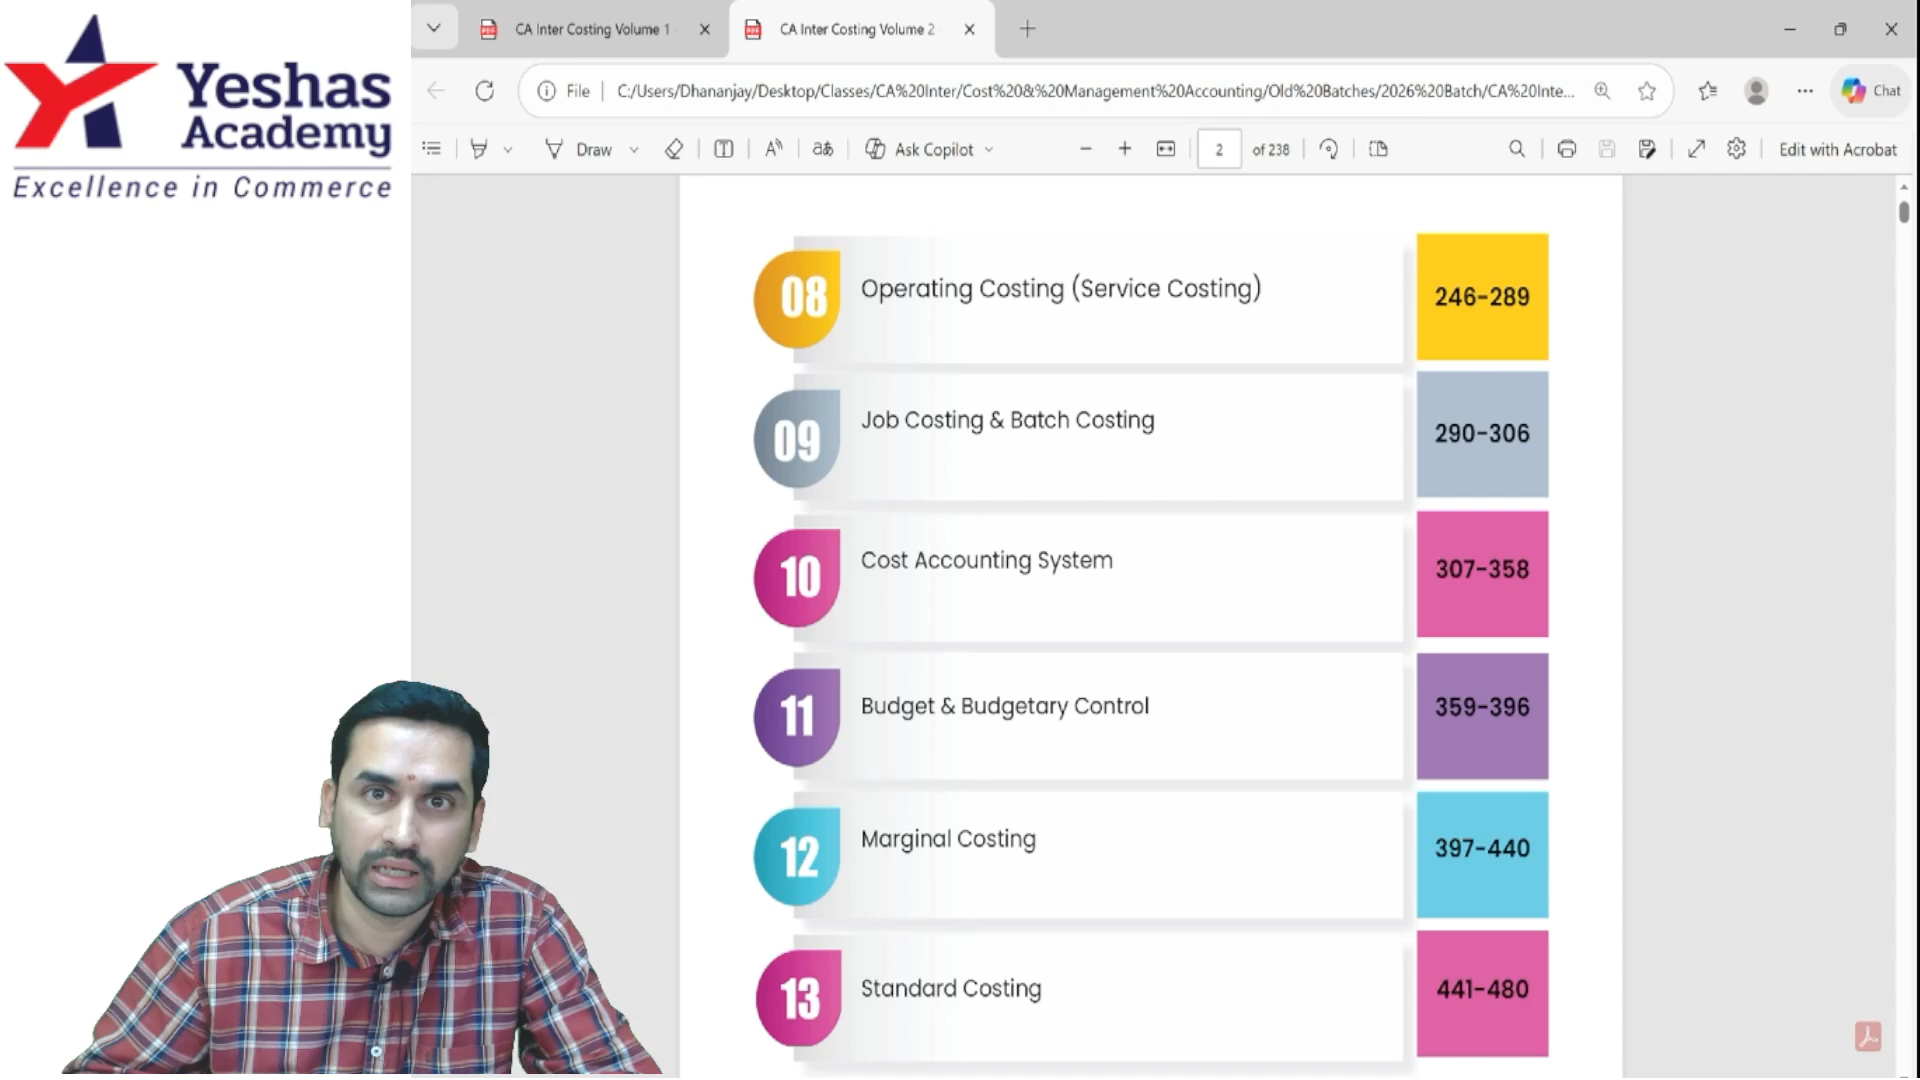 Yeshas
Academy
Excellence in Commerce
CA Inter Costing Volume 1
CA Inter Costing Volume 2
File
C:/Users/Dhananjay/Desktop/Classes/CA%20Inter/Cost%20&%20Management%20Accounting/Old%20Batches/2026%20Batch/CA%20Inte...
Chat
Draw
Ask Copilot
2
of 238
Edit with Acrobat
08
Operating Costing (Service Costing)
246-289
09
Job Costing & Batch Costing
290-306
10
Cost Accounting System
307-358
11
Budget & Budgetary Control
359-396
12
Marginal Costing
397-440
13
Standard Costing
441-480